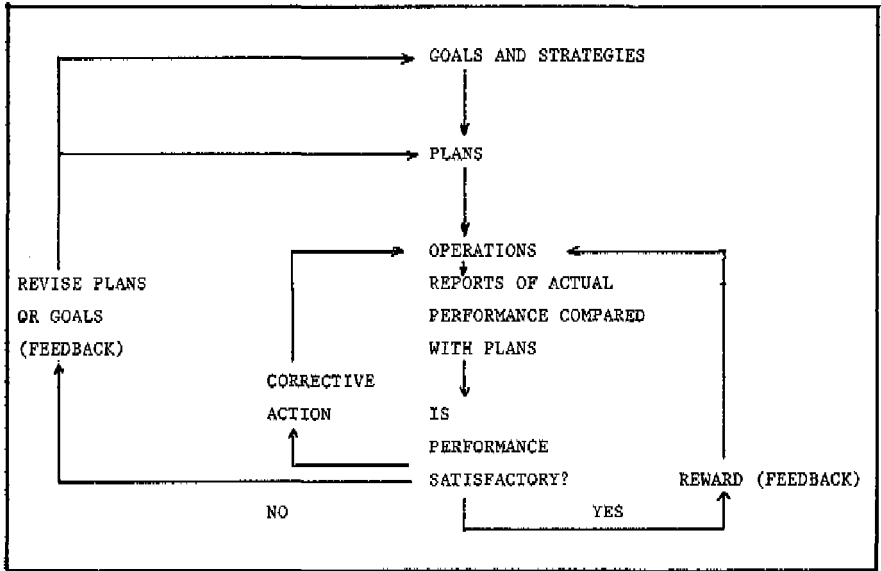 GOALS AND STRATEGIES
PLANS
OPERATIONS
REPORTS OF ACTUAL
PERFORMANCE COMPARED
WITH PLANS
REVISE PLANS
OR GOALS
(FEEDBACK)
CORRECTIVE
ACTION
IS
PERFORMANCE
SATISFACTORY?
REWARD (FEEDBACK)
NO
YES